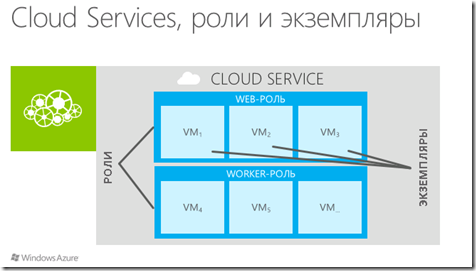 Cloud Services, роли и экземпляры
CLOUD SERVICE
WEB-РОЛЬ
VM1 VM2 VM3
РОЛИ
ЭКЗЕМПЛЯРЫ
WORKER-РОЛЬ
VM4 VM5 VM...
Windows Azure